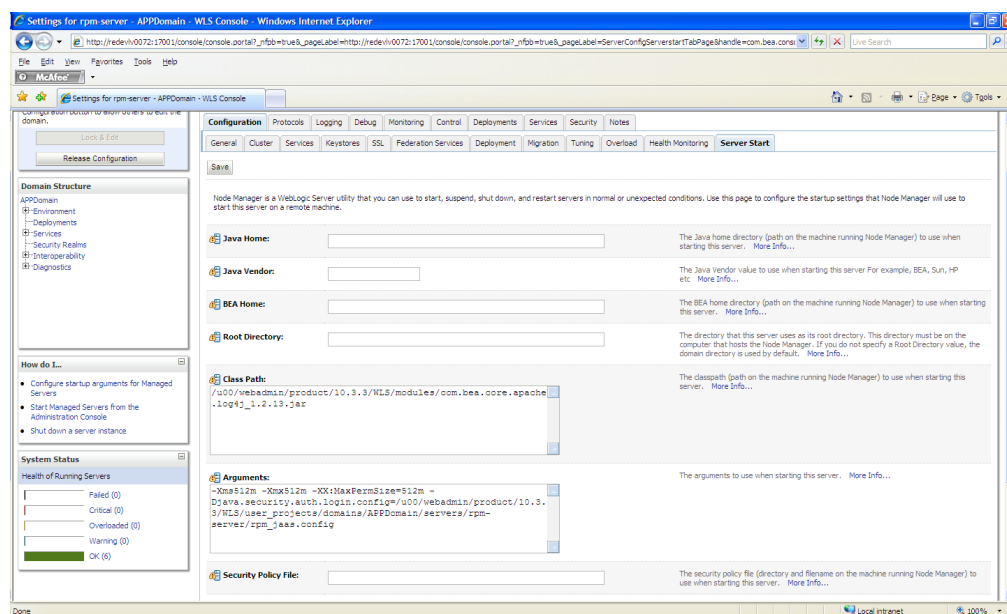 Settings for rpm-server - APPDomain - WLS Console - Windows Internet Explorer
http://redevlv0072:17001/console/console.portal?_nfpb=true&_pageLabel=http://redevlv0072:17001/console/console.portal?_nfpb=true&_pageLabel=ServerConfigServerstartTabPage&handle=com.bea.cons
Live Search
File Edit View Favorites Tools Help
McAfee
Settings for rpm-server - APPDomain - WLS Console
Page Tools
Configuration button to allow others to edit the
domain.
Lock & Edit
Release Configuration
Domain Structure
APPDomain
Environment
Deployments
Services
Security Realms
Interoperability
Diagnostics
How do I...
Configure startup arguments for Managed
Servers
Start Managed Servers from the
Administration Console
Shut down a server instance
System Status
Health of Running Servers
Failed (0)
Critical (0)
Overloaded (0)
Warning (0)
OK (6)
Configuration Protocols Logging Debug Monitoring Control Deployments Services Security Notes
General Cluster Services Keystores SSL Federation Services Deployment Migration Tuning Overload Health Monitoring Server Start
Save
Node Manager is a WebLogic Server utility that you can use to start, suspend, shut down, and restart servers in normal or unexpected conditions. Use this page to configure the startup settings that Node Manager will use to
start this server on a remote machine.
Java Home:
The Java home directory (path on the machine running Node Manager) to use when
starting this server. More Info...
Java Vendor:
The Java Vendor value to use when starting this server For example, BEA, Sun, HP
etc More Info...
BEA Home:
The BEA home directory (path on the machine running Node Manager) to use when starting
this server. More Info...
Root Directory:
The directory that this server uses as its root directory. This directory must be on the
computer that hosts the Node Manager. If you do not specify a Root Directory value, the
domain directory is used by default. More Info...
Class Path:
/u00/webadmin/product/10.3.3/WLS/modules/com.bea.core.apache
.log4j_1.2.13.jar
The classpath (path on the machine running Node Manager) to use when starting this
server. More Info...
Arguments:
-Xms512m -Xmx512m -XX:MaxPermSize=512m -
Djava.security.auth.login.config=/u00/webadmin/product/10.3.
3/WLS/user_projects/domains/APPDomain/servers/rpm-
server/rpm_jaas.config
The arguments to use when starting this server. More Info...
Security Policy File:
The security policy file (directory and filename on the machine running Node Manager) to
use when starting this server. More Info...
Done
Local intranet
100%